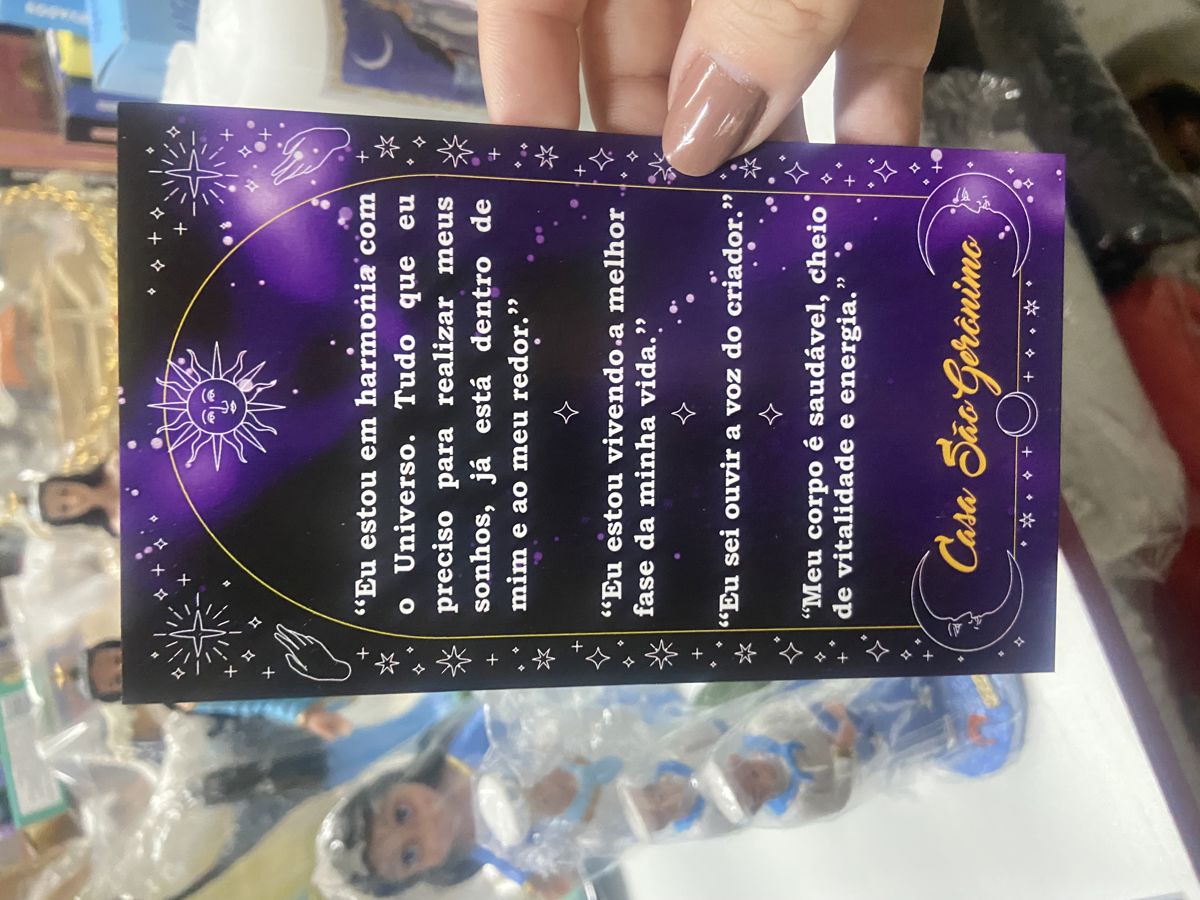 “Eu estou em harmonia com
o Universo. Tudo que eu
preciso para realizar meus
sonhos, já está dentro de
mim e ao meu redor.”
“Eu estou vivendo a melhor
fase da minha vida.”
“Eu sei ouvir a voz do criador.”
“Meu corpo é saudável, cheio
de vitalidade e energia.”
Casa São Gerônimo